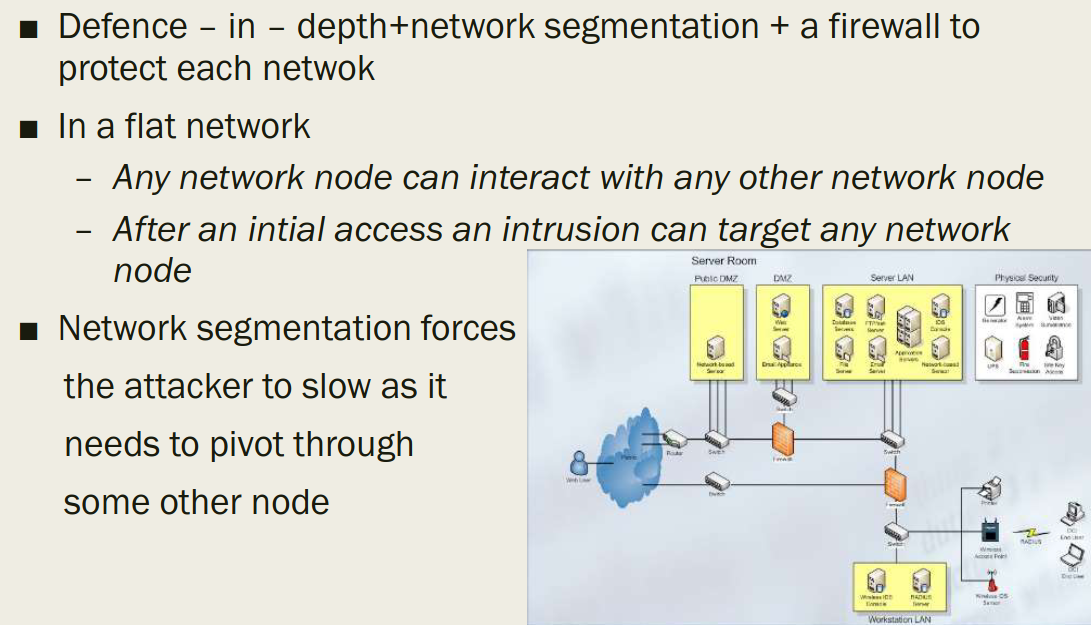 ■ Defence – in – depth+network segmentation + a firewall to
protect each netwok
■ In a flat network
– Any network node can interact with any other network node
– After an intial access an intrusion can target any network
node
■ Network segmentation forces
the attacker to slow as it
needs to pivot through
some other node
Server Room
Public DMZ
DMZ
Server LAN
Physical Security
Web
Server
Database
Servers
Server
IDS
Console
Generator
System
Surveillance
Network-based
Sensor
Email Appliance
File
Server
Email
Server
Application
Servers
Network-based
Sensor
UPS
Fire
Suppression
Site Key
Access
Switch
Web User
Router
Switch
Firewall
Switch
Switch
Firewall
Switch
Printer
Wireless
Access Point
RADIUS
End User
End User
Wireless IDS
Sensor
Wireless IDS
Console
RADIUS
Server
Workstation LAN